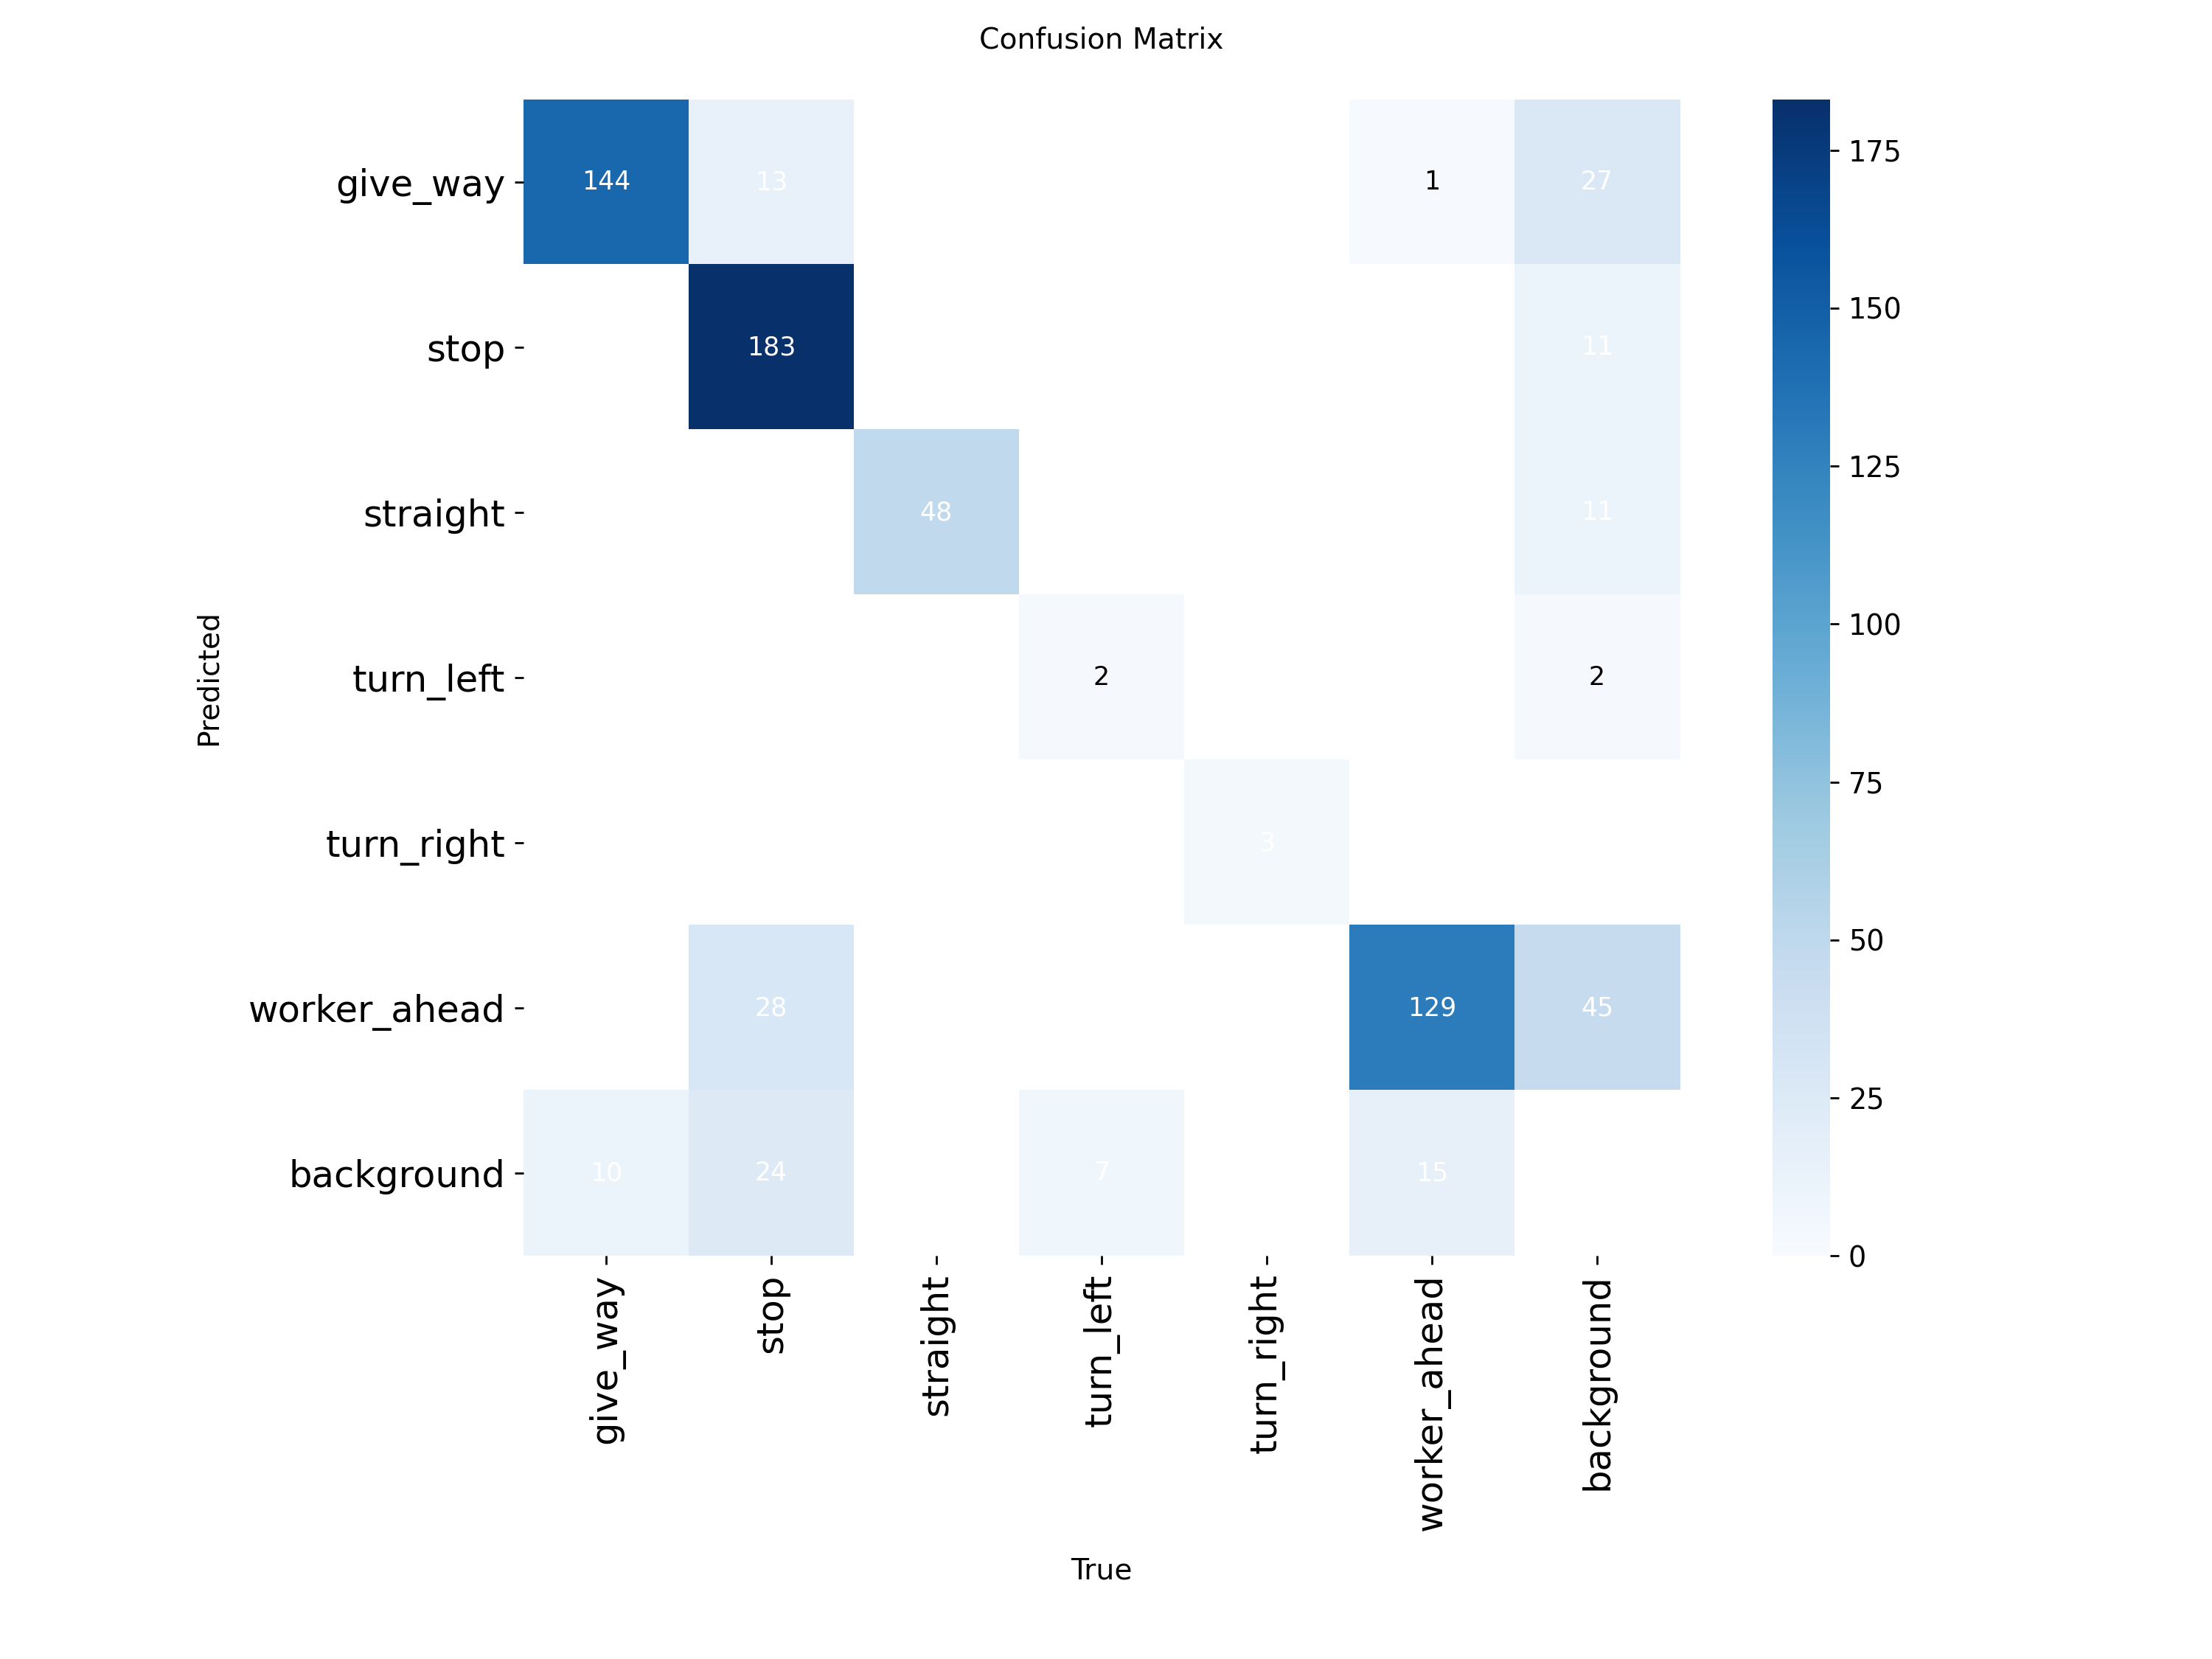 Confusion Matrix
give_way 144 13 1 27
stop 183 11
straight 48 11
turn_left 2 2
turn_right 3
worker_ahead 28 129 45
background 10 24 7 15
Predicted
give_way
stop
straight
turn_left
turn_right
worker_ahead
background
True
175
150
125
100
75
50
25
0